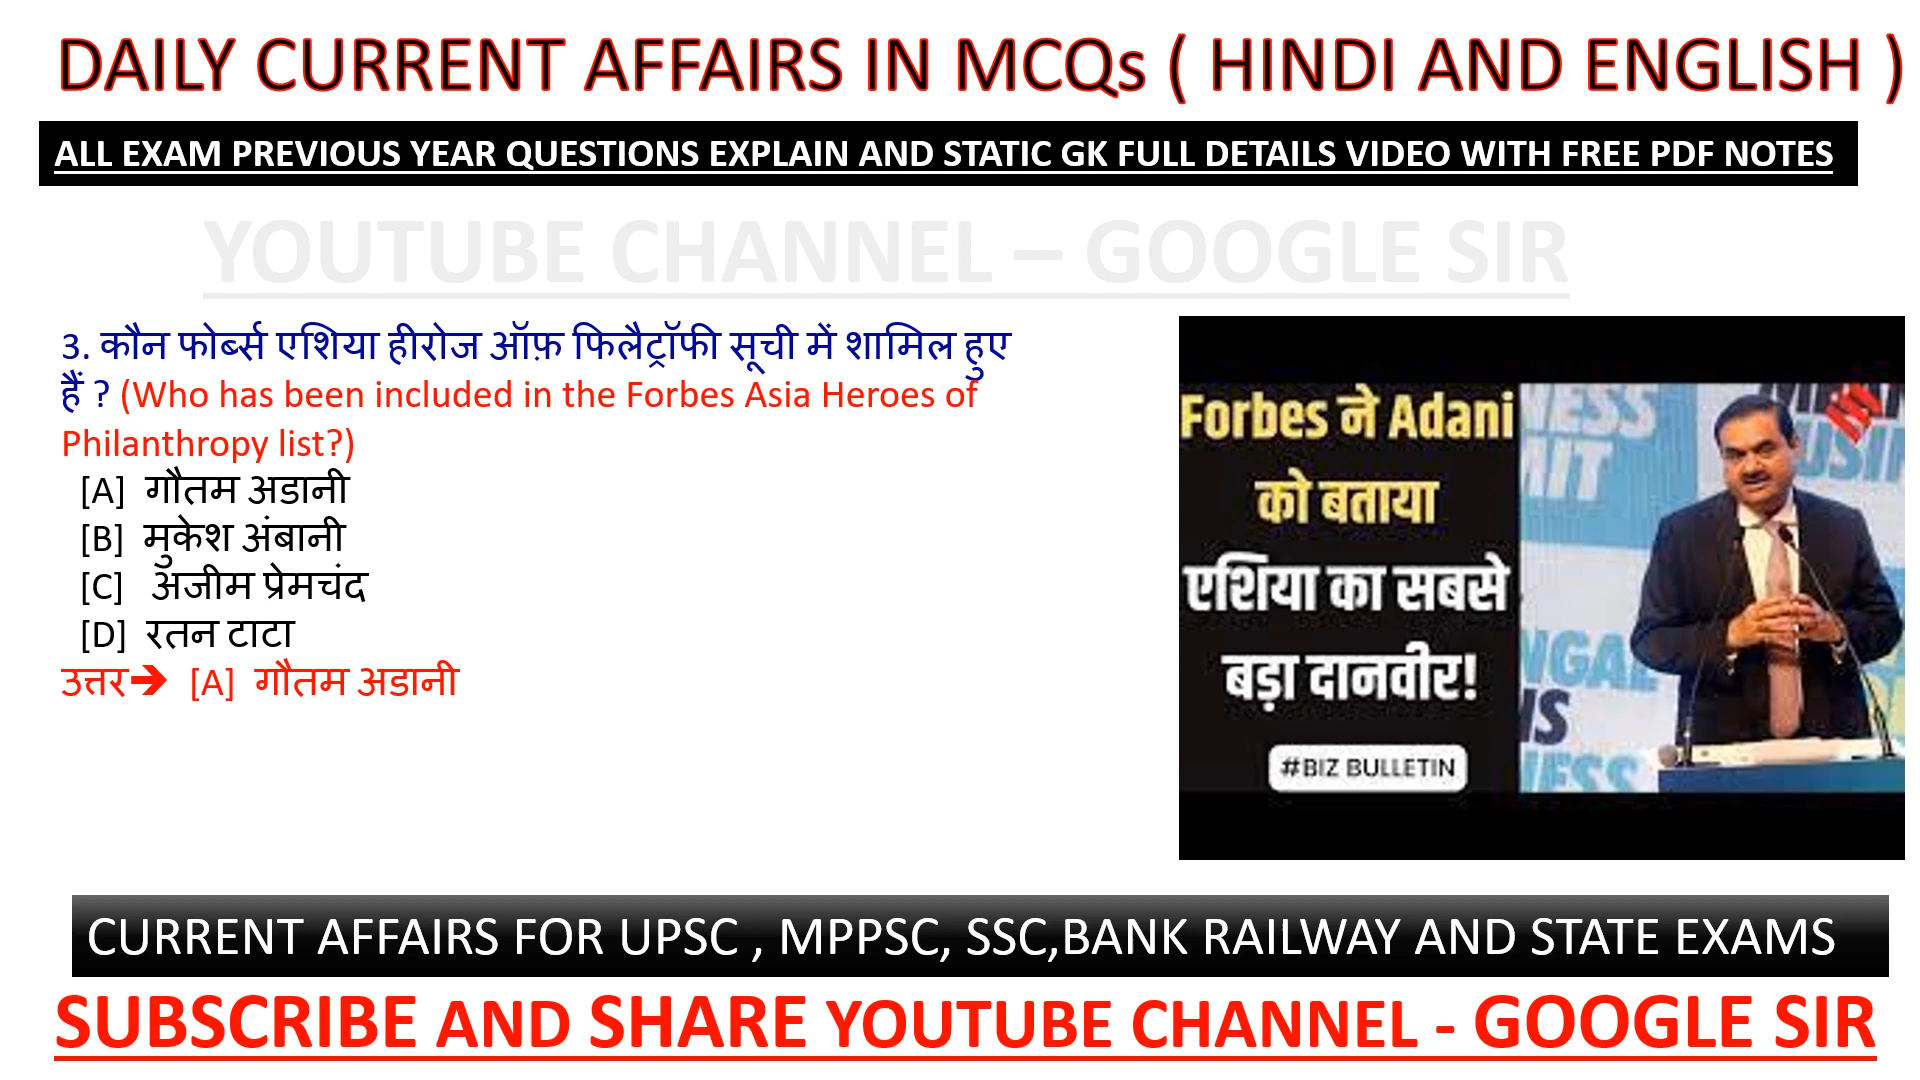 DAILY CURRENT AFFAIRS IN MCQs ( HINDI AND ENGLISH )
ALL EXAM PREVIOUS YEAR QUESTIONS EXPLAIN AND STATIC GK FULL DETAILS VIDEO WITH FREE PDF NOTES
YOUTUBE CHANNEL – GOOGLE SIR
3. कौन फोर्ब्स एशिया हीरोज ऑफ़ फिलैट्रॉफी सूची में शामिल हुए
हैं ? (Who has been included in the Forbes Asia Heroes of
Philanthropy list?)
[A] गौतम अडानी
[B] मुकेश अंबानी
[C] अजीम प्रेमचंद
[D] रतन टाटा
उत्तर➔ [A] गौतम अडानी
Forbes ने Adani
को बताया
एशिया का सबसे
बड़ा दानवीर!
#BIZ BULLETIN
CURRENT AFFAIRS FOR UPSC , MPPSC, SSC,BANK RAILWAY AND STATE EXAMS
SUBSCRIBE AND SHARE YOUTUBE CHANNEL - GOOGLE SIR